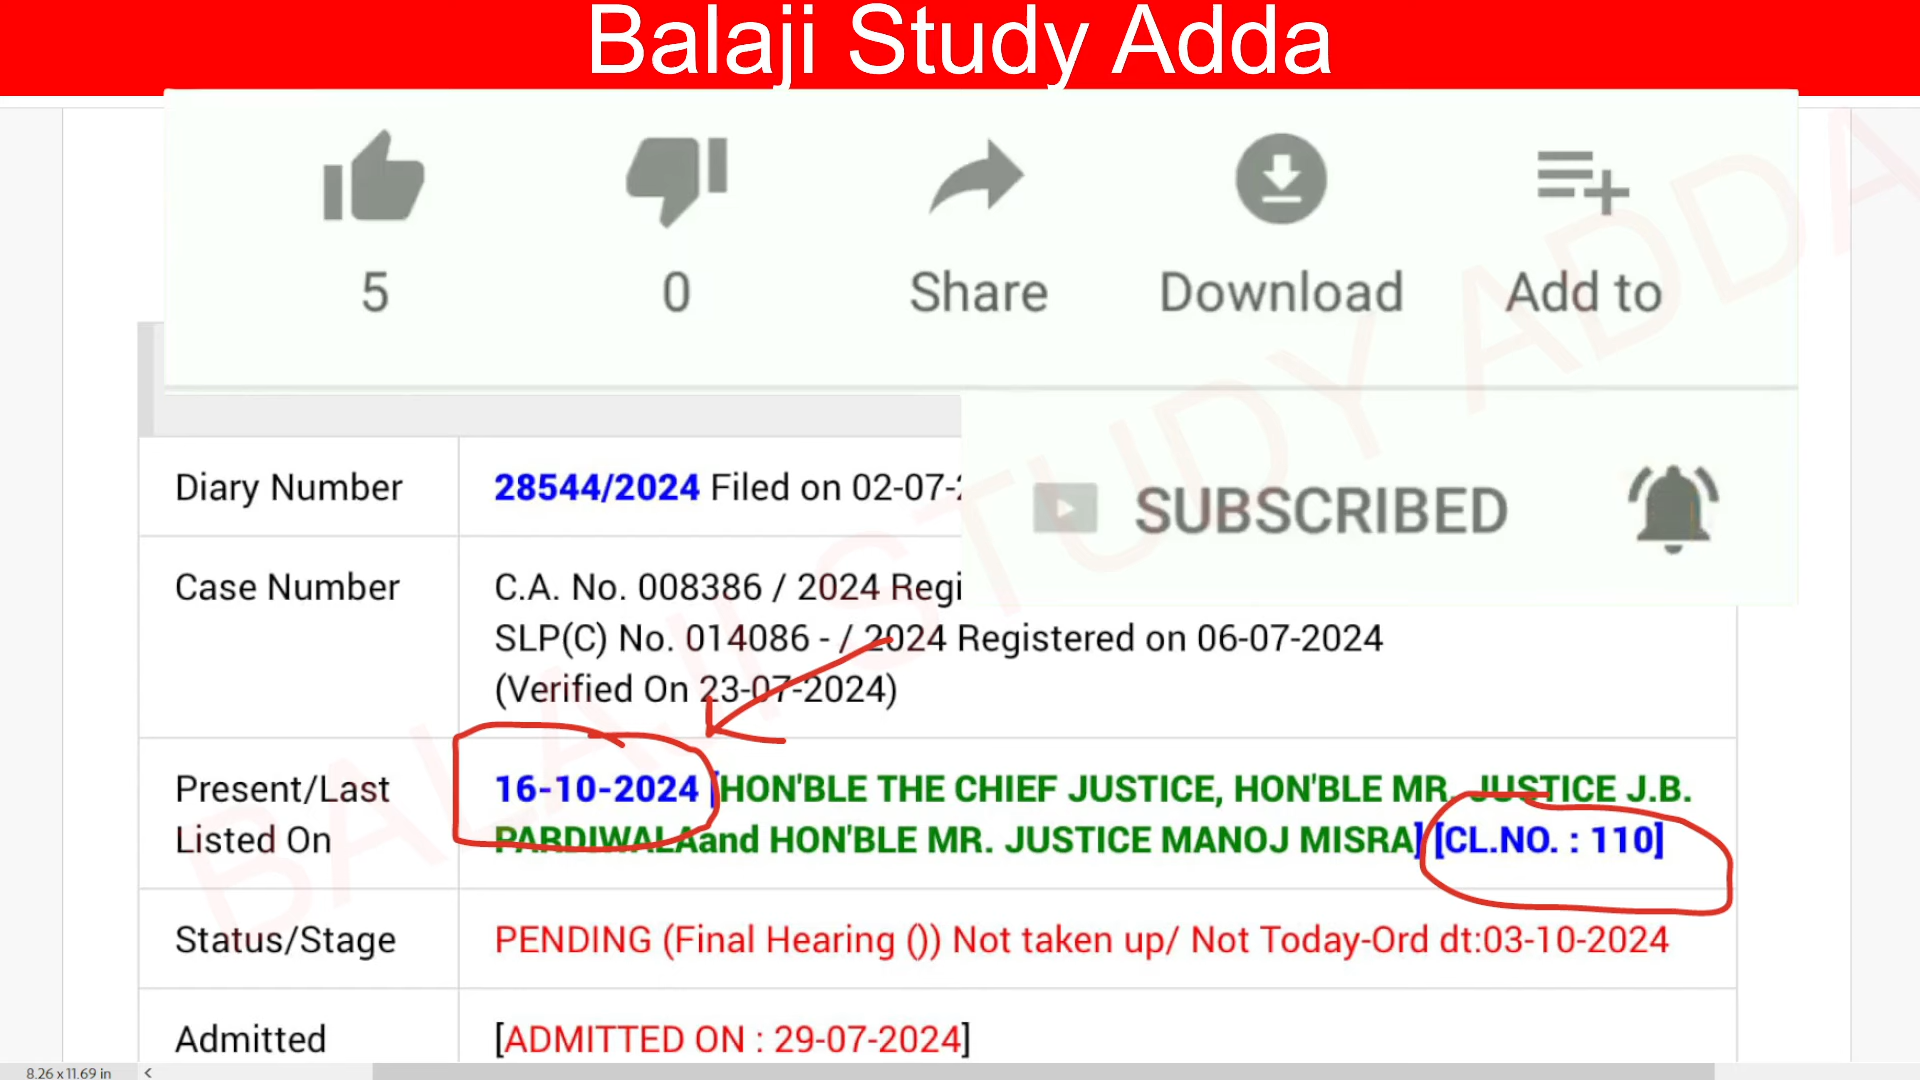 Balaji Study Adda
5 0 Share Download Add to
SUBSCRIBED
Diary Number 28544/2024 Filed on 02-07-
Case Number C.A. No. 008386 / 2024 Regi
SLP(C) No. 014086 - / 2024 Registered on 06-07-2024
(Verified On 23-07-2024)
Present/Last Listed On 16-10-2024 [HON'BLE THE CHIEF JUSTICE, HON'BLE MR. JUSTICE J.B.
PARDIWALAand HON'BLE MR. JUSTICE MANOJ MISRA] [CL.NO. : 110]
Status/Stage PENDING (Final Hearing ()) Not taken up/ Not Today-Ord dt:03-10-2024
Admitted [ADMITTED ON : 29-07-2024]
BALAJI STUDY ADDA
8.26 x 11.69 in